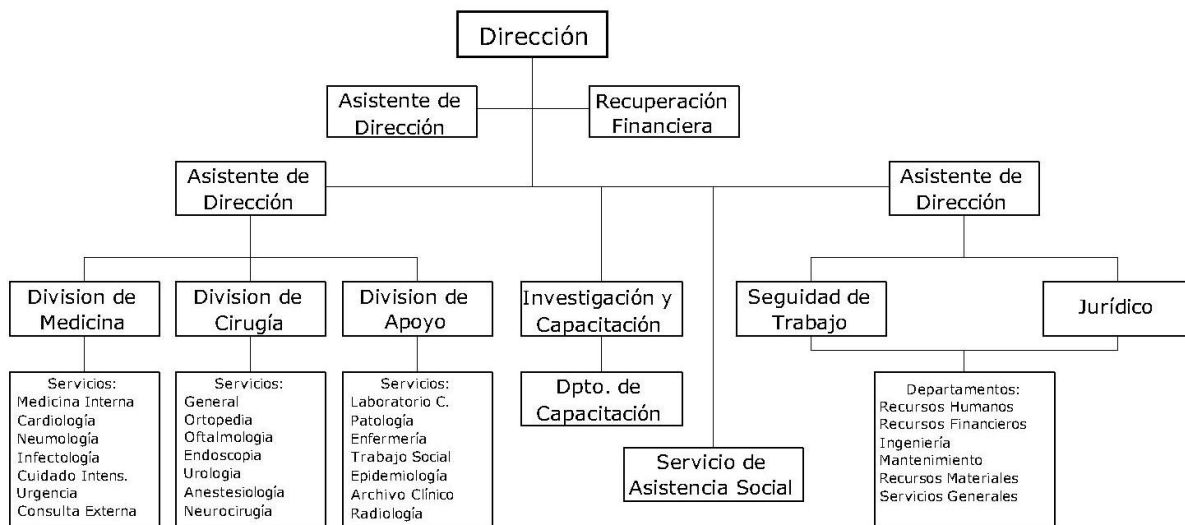 Dirección
Asistente de
Dirección
Recuperación
Financiera
Asistente de
Dirección
Asistente de
Dirección
Division de
Medicina
Division de
Cirugía
Division de
Apoyo
Investigación y
Capacitación
Seguidad de
Trabajo
Jurídico
Servicios:
Medicina Interna
Cardiología
Neumología
Infectología
Cuidado Intens.
Urgencia
Consulta Externa
Servicios:
General
Ortopedia
Oftalmologia
Endoscopia
Urologia
Anestesiología
Neurocirugía
Servicios:
Laboratorio C.
Patología
Enfermería
Trabajo Social
Epidemiología
Archivo Clínico
Radiología
Dpto. de
Capacitación
Servicio de
Asistencia Social
Departamentos:
Recursos Humanos
Recursos Financieros
Ingeniería
Mantenimiento
Recursos Materiales
Servicios Generales